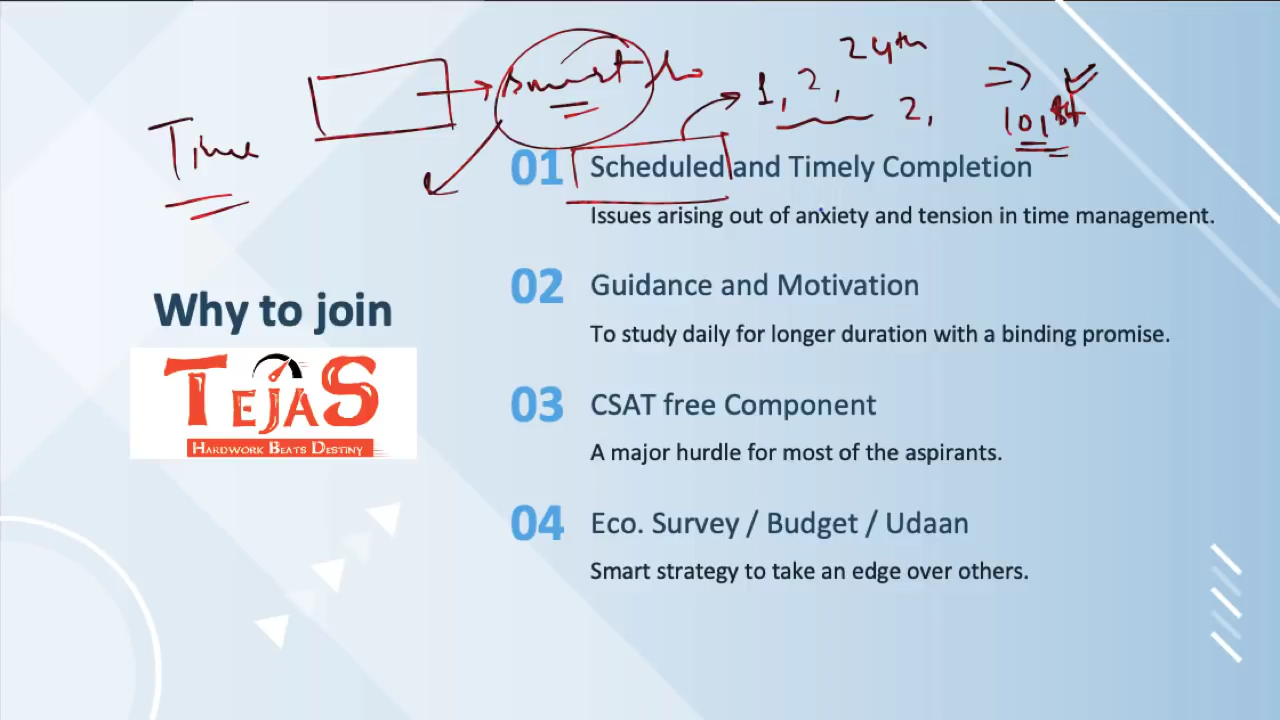 Time
smart
1, 2, 24th
2,
101st
01 Scheduled and Timely Completion
Issues arising out of anxiety and tension in time management.
Why to join
TEJAS
HARDWORK BEATS DESTINY
02 Guidance and Motivation
To study daily for longer duration with a binding promise.
03 CSAT free Component
A major hurdle for most of the aspirants.
04 Eco. Survey / Budget / Udaan
Smart strategy to take an edge over others.